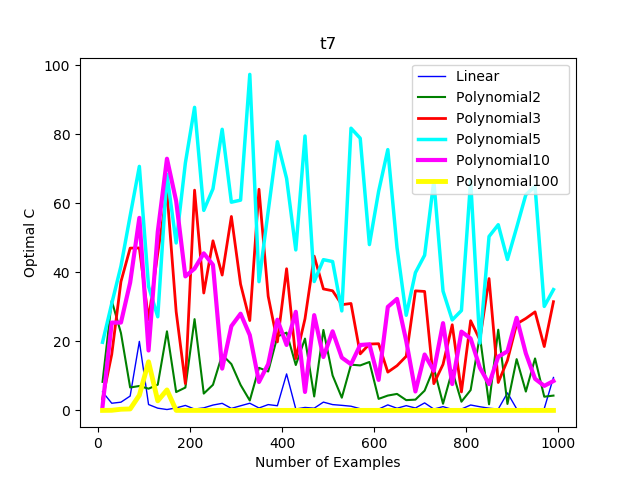 t7
100
80
60
40
20
0
Optimal C
0
200
400
600
800
1000
Number of Examples
Linear
Polynomial2
Polynomial3
Polynomial5
Polynomial10
Polynomial100